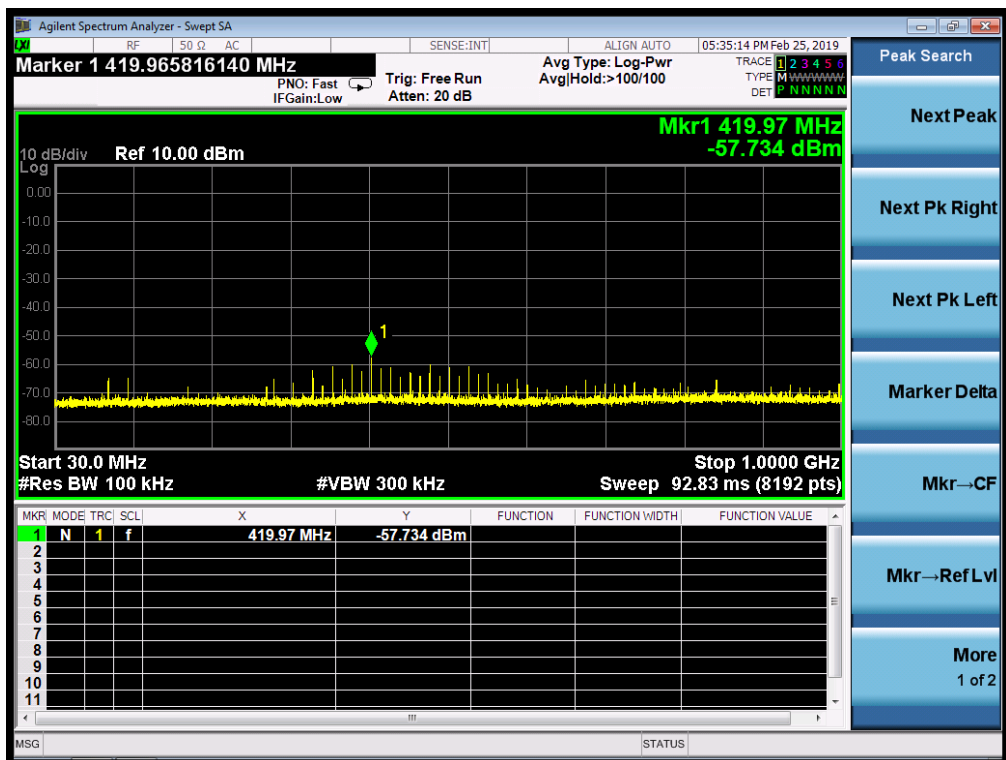 Agilent Spectrum Analyzer - Swept SA
LXI RF 50 Ω AC SENSE:INT ALIGN AUTO 05:35:14 PM Feb 25, 2019
Marker 1 419.965816140 MHz
PNO: Fast
IFGain:Low
Trig: Free Run
Atten: 20 dB
Avg Type: Log-Pwr
Avg|Hold:>100/100
TRACE 1 2 3 4 5 6
TYPE M WWWWW
DET P N N N N N
Mkr1 419.97 MHz
-57.734 dBm
10 dB/div Ref 10.00 dBm
Log
0.00
-10.0
-20.0
-30.0
-40.0
-50.0
1
-60.0
-70.0
-80.0
Start 30.0 MHz Stop 1.0000 GHz
#Res BW 100 kHz #VBW 300 kHz Sweep 92.83 ms (8192 pts)
MKR MODE TRC SCL X Y FUNCTION FUNCTION WIDTH FUNCTION VALUE
1 N 1 f 419.97 MHz -57.734 dBm
2
3
4
5
6
7
8
9
10
11
MSG STATUS
Peak Search
Next Peak
Next Pk Right
Next Pk Left
Marker Delta
Mkr→CF
Mkr→Ref Lvl
More
1 of 2